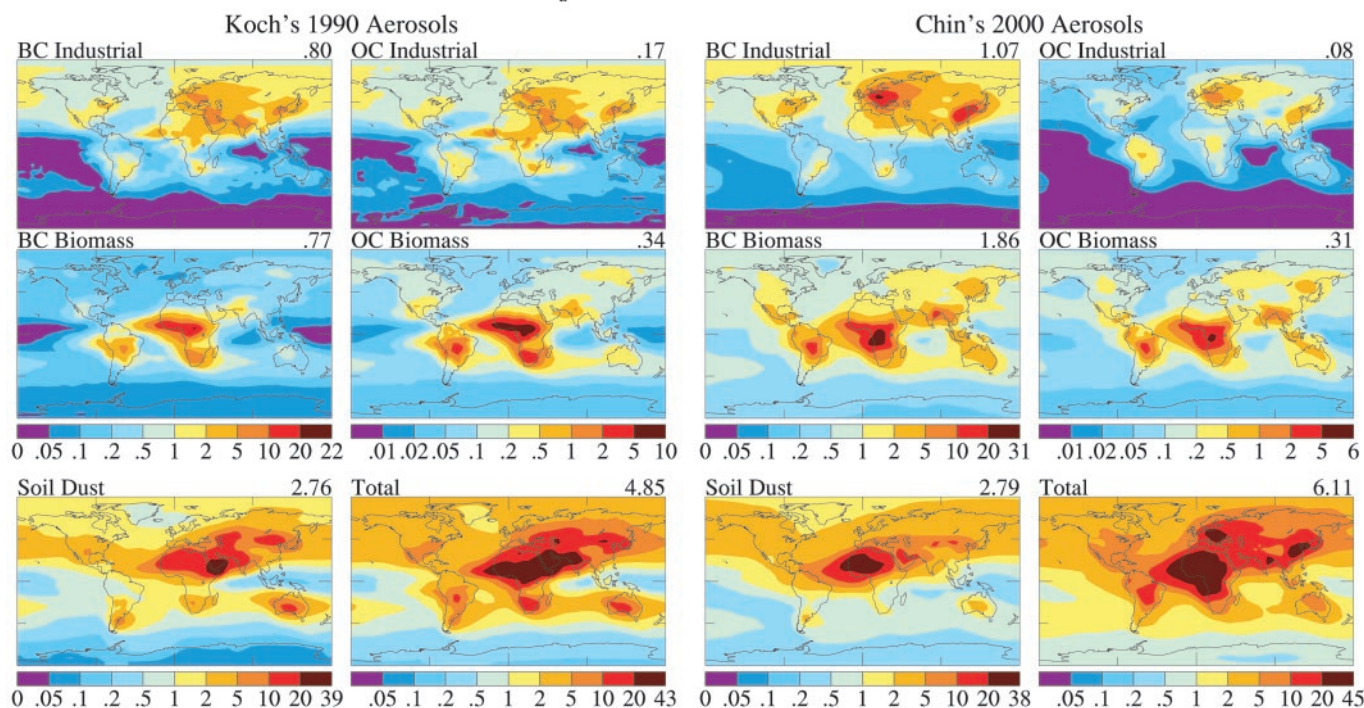 Koch's 1990 Aerosols
Chin's 2000 Aerosols
BC Industrial .80
OC Industrial .17
BC Industrial 1.07
OC Industrial .08
BC Biomass .77
OC Biomass .34
BC Biomass 1.86
OC Biomass .31
0 .05 .1 .2 .5 1 2 5 10 20 22
.01 .02 .05 .1 .2 .5 1 2 5 10
0 .05 .1 .2 .5 1 2 5 10 20 31
.01 .02 .05 .1 .2 .5 1 2 5 6
Soil Dust 2.76
Total 4.85
Soil Dust 2.79
Total 6.11
0 .05 .1 .2 .5 1 2 5 10 20 39
.05 .1 .2 .5 1 2 5 10 20 43
0 .05 .1 .2 .5 1 2 5 10 20 38
.05 .1 .2 .5 1 2 5 10 20 45